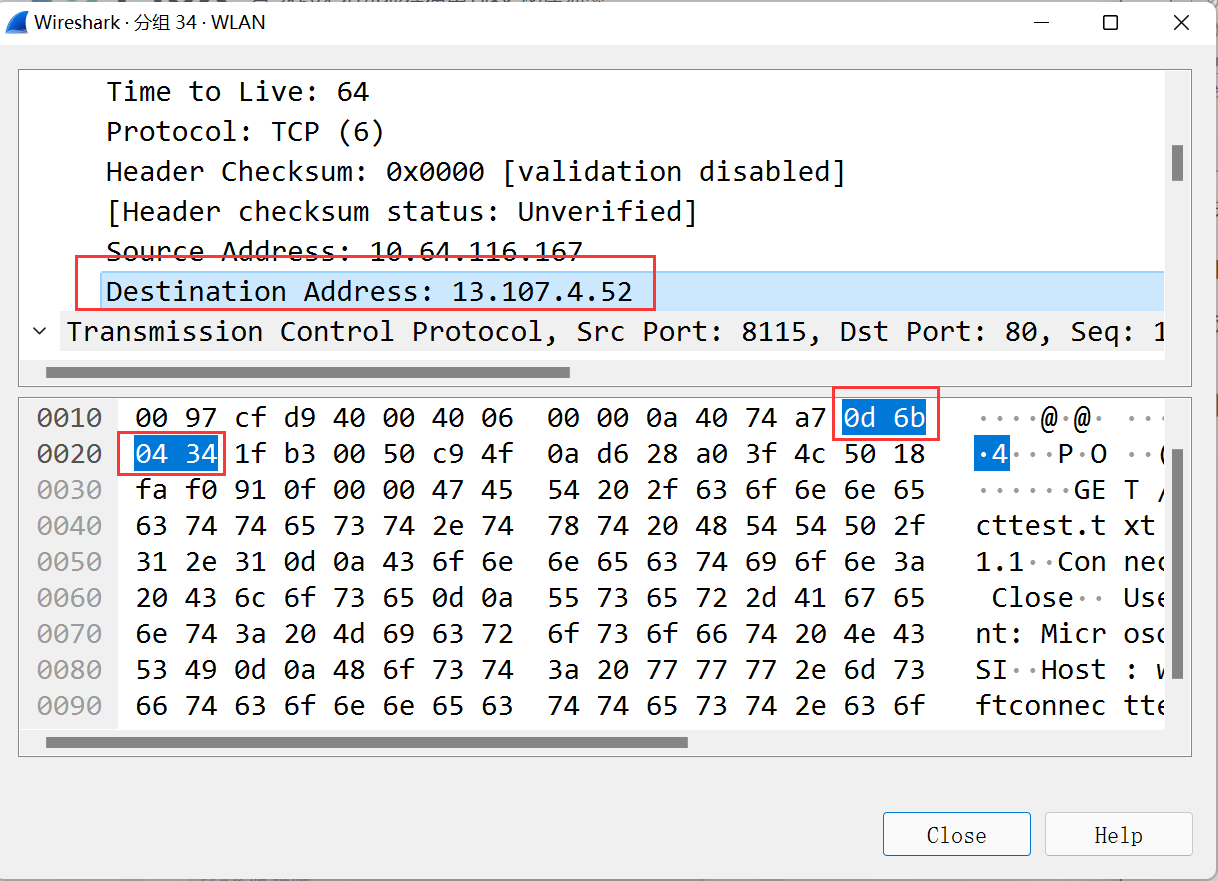 Wireshark · 分组 34 · WLAN
Time to Live: 64
Protocol: TCP (6)
Header Checksum: 0x0000 [validation disabled]
[Header checksum status: Unverified]
Source Address: 10.64.116.167
Destination Address: 13.107.4.52
Transmission Control Protocol, Src Port: 8115, Dst Port: 80, Seq: 1
0010 00 97 cf d9 40 00 40 06 00 00 0a 40 74 a7 0d 6b ····@·@· ···
0020 04 34 1f b3 00 50 c9 4f 0a d6 28 a0 3f 4c 50 18 ·4···P·O ··(
0030 fa f0 91 0f 00 00 47 45 54 20 2f 63 6f 6e 6e 65 ······GE T /
0040 63 74 74 65 73 74 2e 74 78 74 20 48 54 54 50 2f cttest.t xt
0050 31 2e 31 0d 0a 43 6f 6e 6e 65 63 74 69 6f 6e 3a 1.1··Con nec
0060 20 43 6c 6f 73 65 0d 0a 55 73 65 72 2d 41 67 65 Close·· Use
0070 6e 74 3a 20 4d 69 63 72 6f 73 6f 66 74 20 4e 43 nt: Micr osc
0080 53 49 0d 0a 48 6f 73 74 3a 20 77 77 77 2e 6d 73 SI··Host : w
0090 66 74 63 6f 6e 6e 65 63 74 74 65 73 74 2e 63 6f ftconnec tte
Close
Help